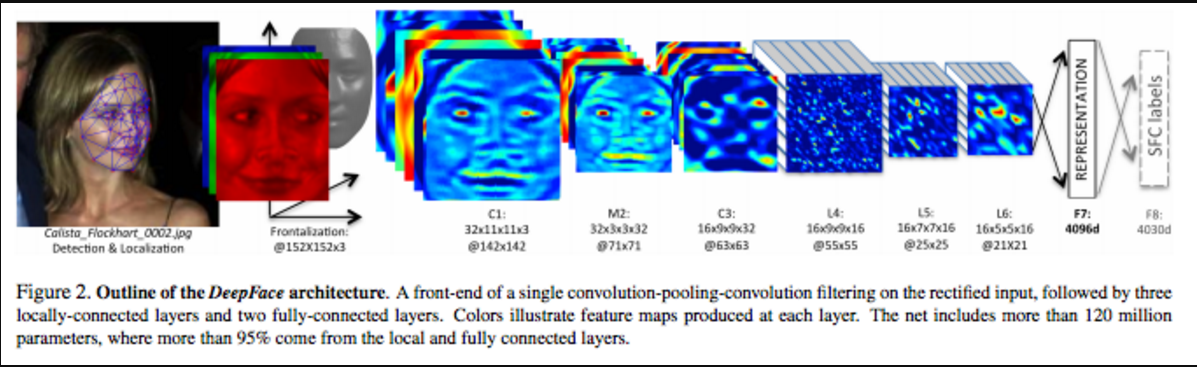 Calista_Flockhart_0002.jpg
Detection & Localization
Frontalization:
@152X152x3
C1:
32x11x11x3
@142x142
M2:
32x3x3x32
@71x71
C3:
16x9x9x32
@63x63
L4:
16x9x9x16
@55x55
L5:
16x7x7x16
@25x25
L6:
16x5x5x16
@21X21
REPRESENTATION
F7:
4096d
SFC labels
F8:
4030d
Figure 2. Outline of the DeepFace architecture. A front-end of a single convolution-pooling-convolution filtering on the rectified input, followed by three
locally-connected layers and two fully-connected layers. Colors illustrate feature maps produced at each layer. The net includes more than 120 million
parameters, where more than 95% come from the local and fully connected layers.